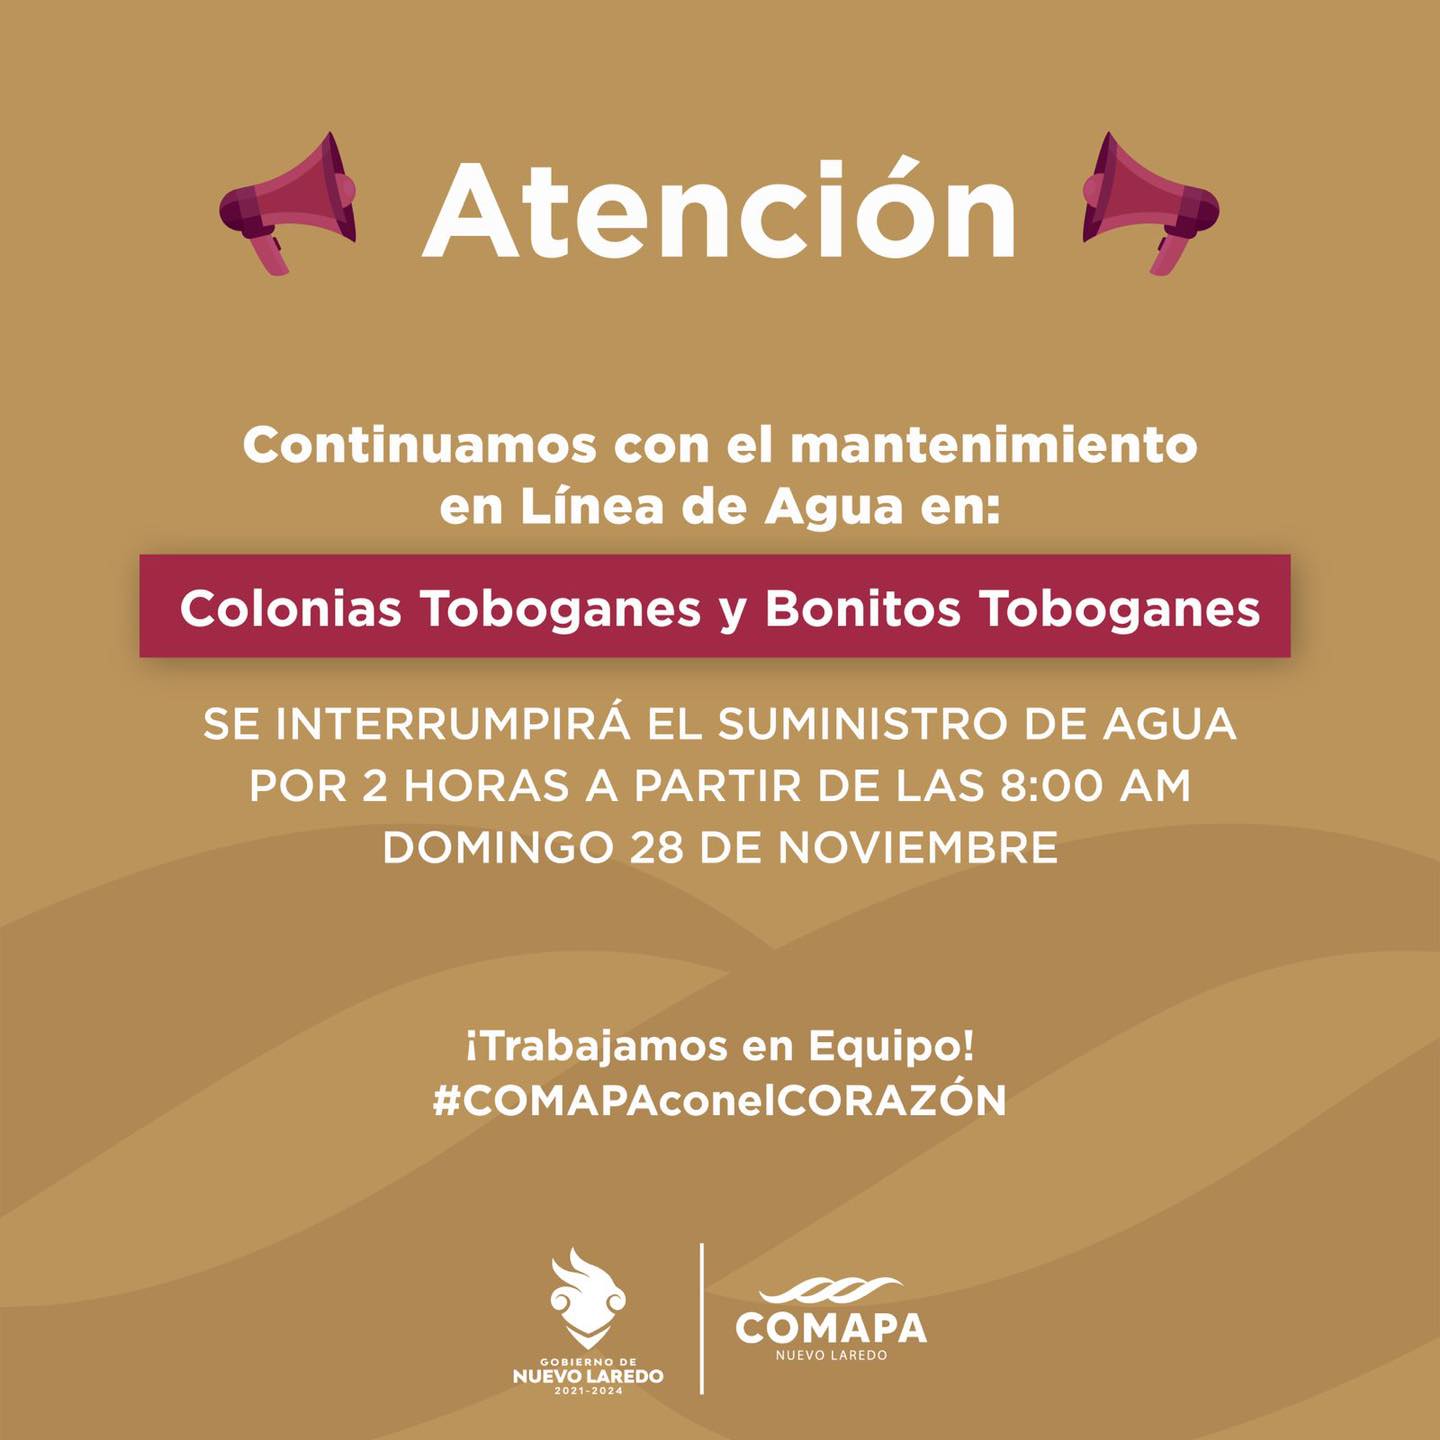 Atención
Continuamos con el mantenimiento
en Línea de Agua en:
Colonias Toboganes y Bonitos Toboganes
SE INTERRUMPIRÁ EL SUMINISTRO DE AGUA
POR 2 HORAS A PARTIR DE LAS 8:00 AM
DOMINGO 28 DE NOVIEMBRE
¡Trabajamos en Equipo!
#COMAPAconelCORAZÓN
GOBIERNO DE
NUEVO LAREDO
2021-2024
COMAPA
NUEVO LAREDO